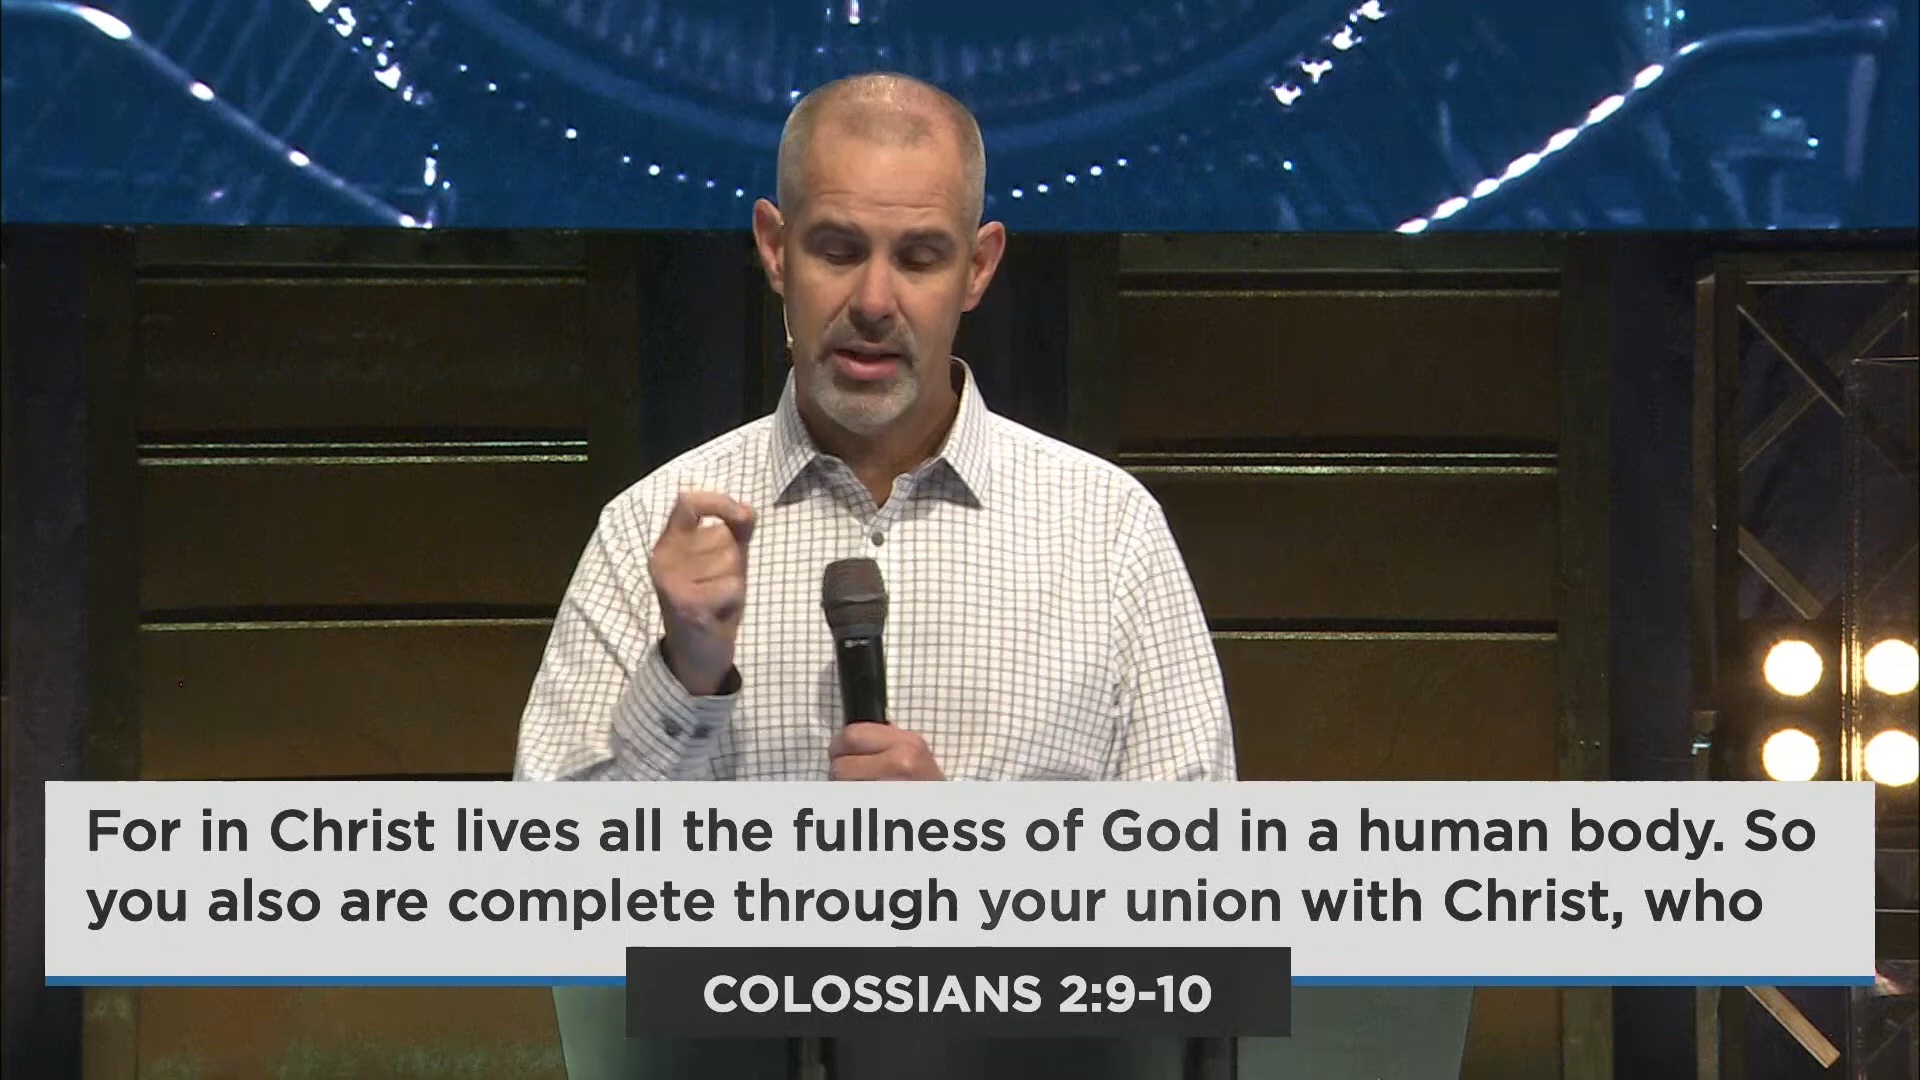 For in Christ lives all the fullness of God in a human body. So
you also are complete through your union with Christ, who
COLOSSIANS 2:9-10